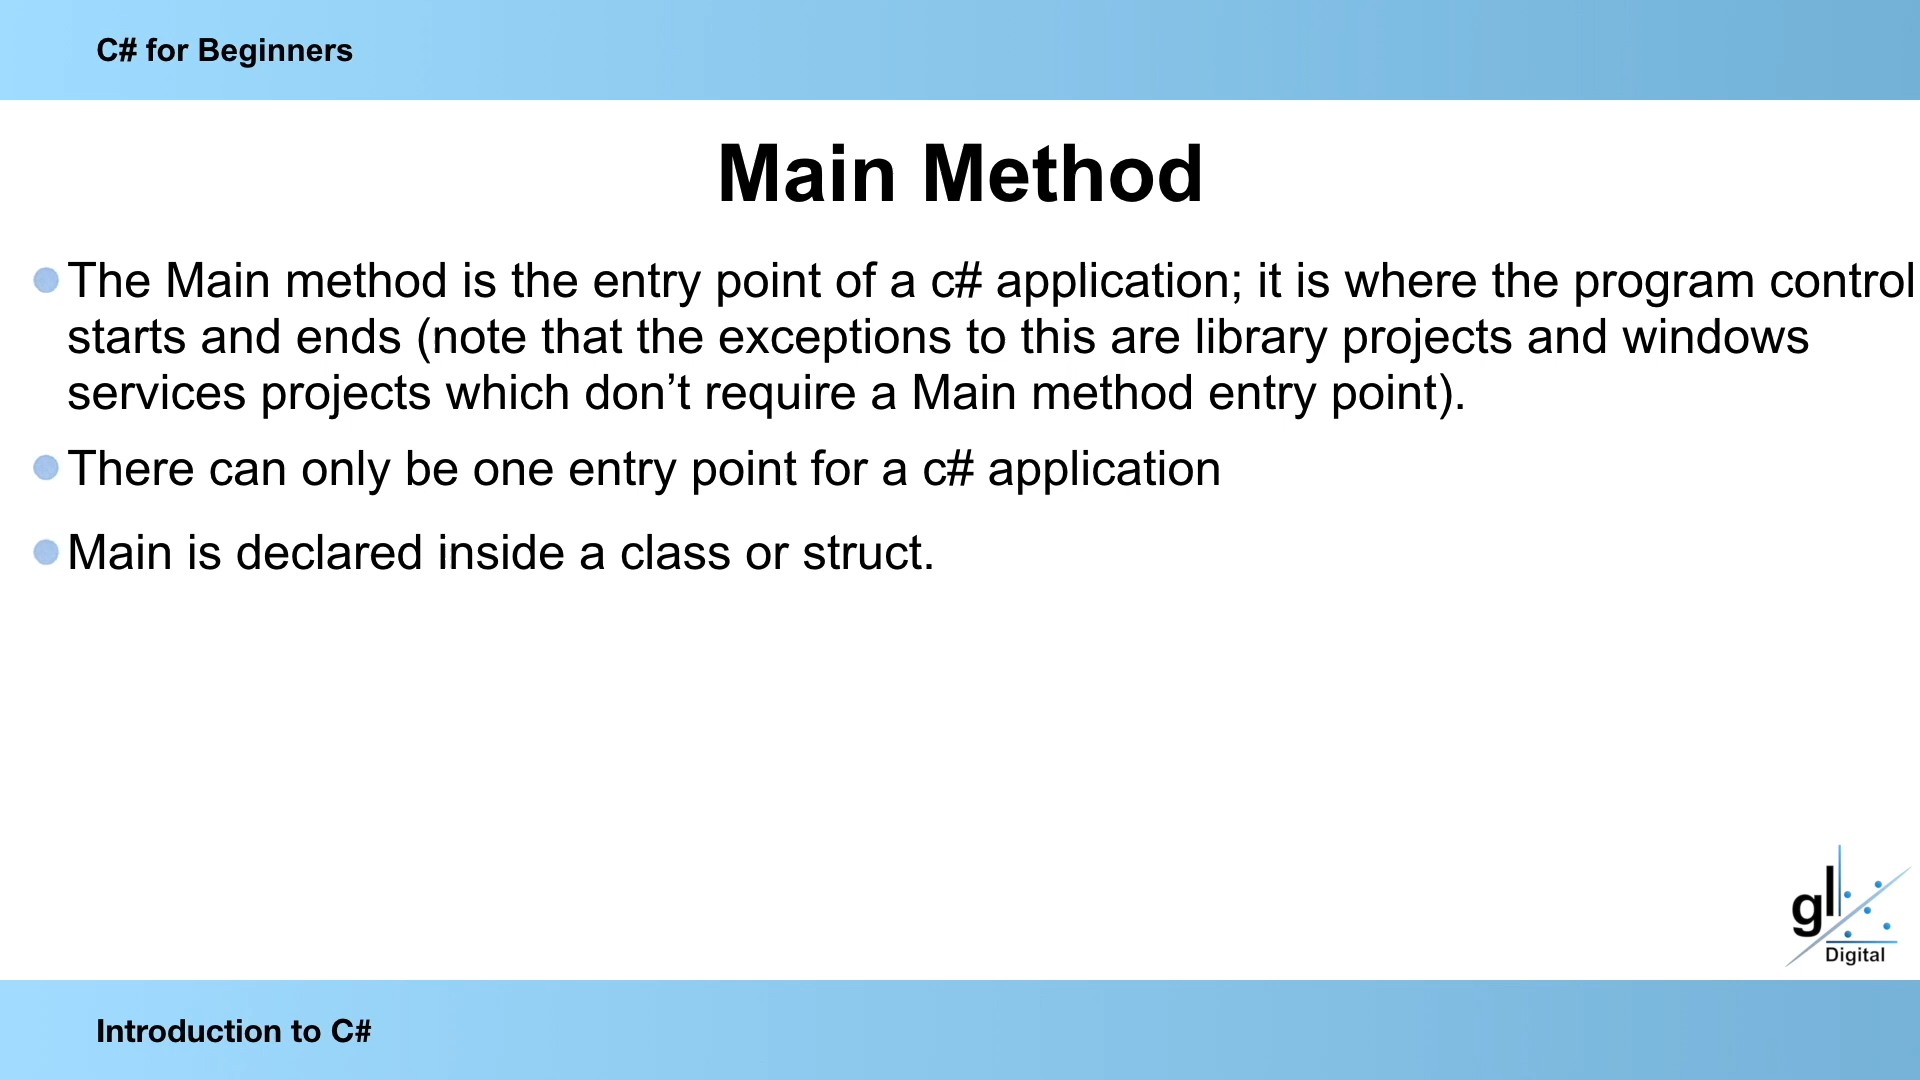 C# for Beginners
Main Method
The Main method is the entry point of a c# application; it is where the program control
starts and ends (note that the exceptions to this are library projects and windows
services projects which don’t require a Main method entry point).
There can only be one entry point for a c# application
Main is declared inside a class or struct.
gl
Digital
Introduction to C#